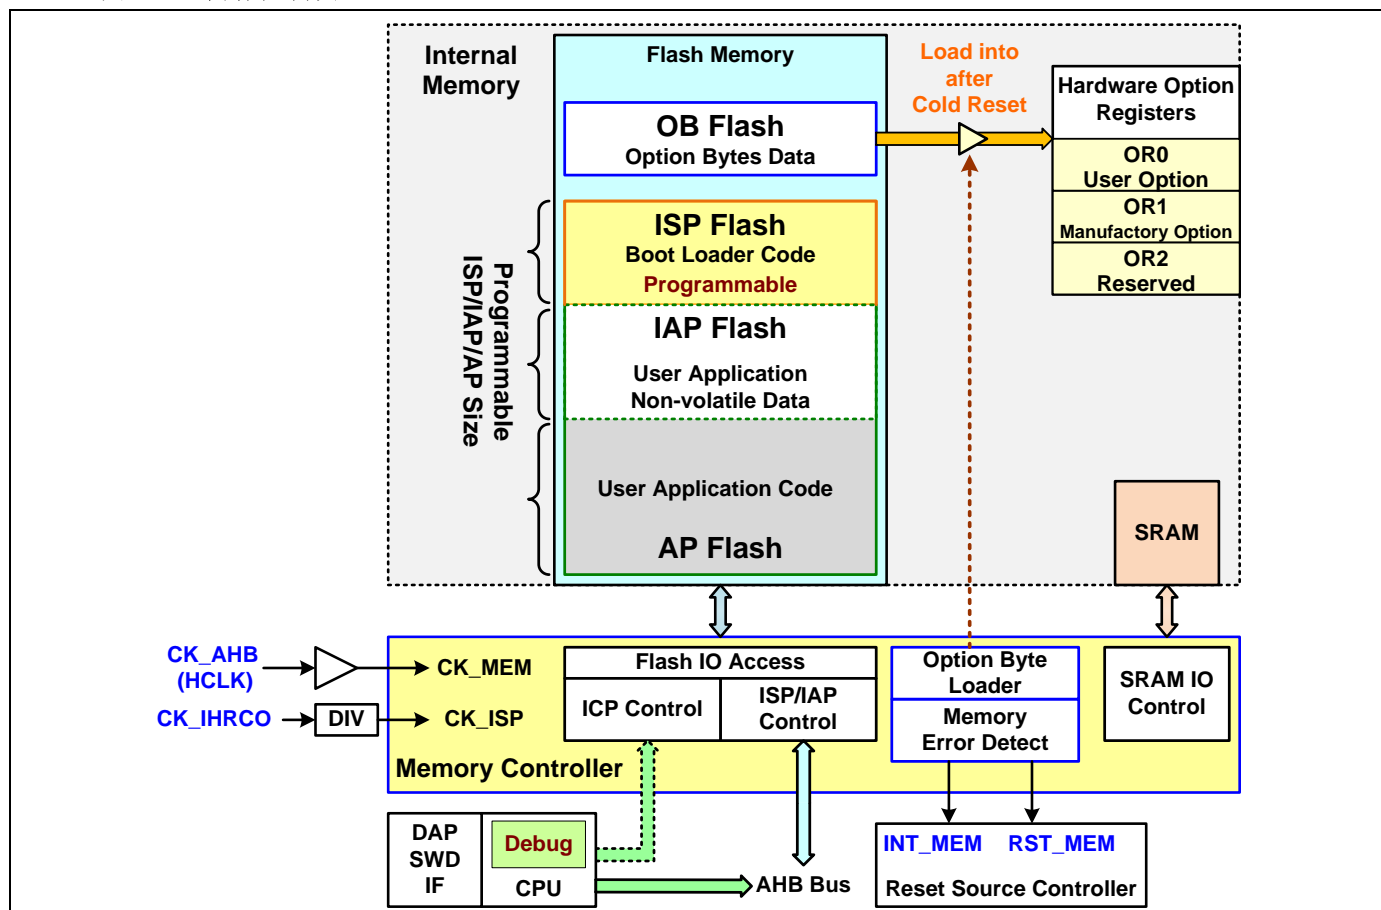 Internal
Memory
Flash Memory
OB Flash
Option Bytes Data
ISP Flash
Boot Loader Code
Programmable
IAP Flash
User Application
Non-volatile Data
User Application Code
AP Flash
Programmable
ISP/IAP/AP Size
Load into
after
Cold Reset
Hardware Option
Registers
OR0
User Option
OR1
Manufactory Option
OR2
Reserved
SRAM
CK_AHB
(HCLK)
CK_MEM
CK_IHRCO
DIV
CK_ISP
Memory Controller
Flash IO Access
ICP Control
ISP/IAP
Control
Option Byte
Loader
Memory
Error Detect
SRAM IO
Control
DAP
SWD
IF
Debug
CPU
AHB Bus
INT_MEM
RST_MEM
Reset Source Controller